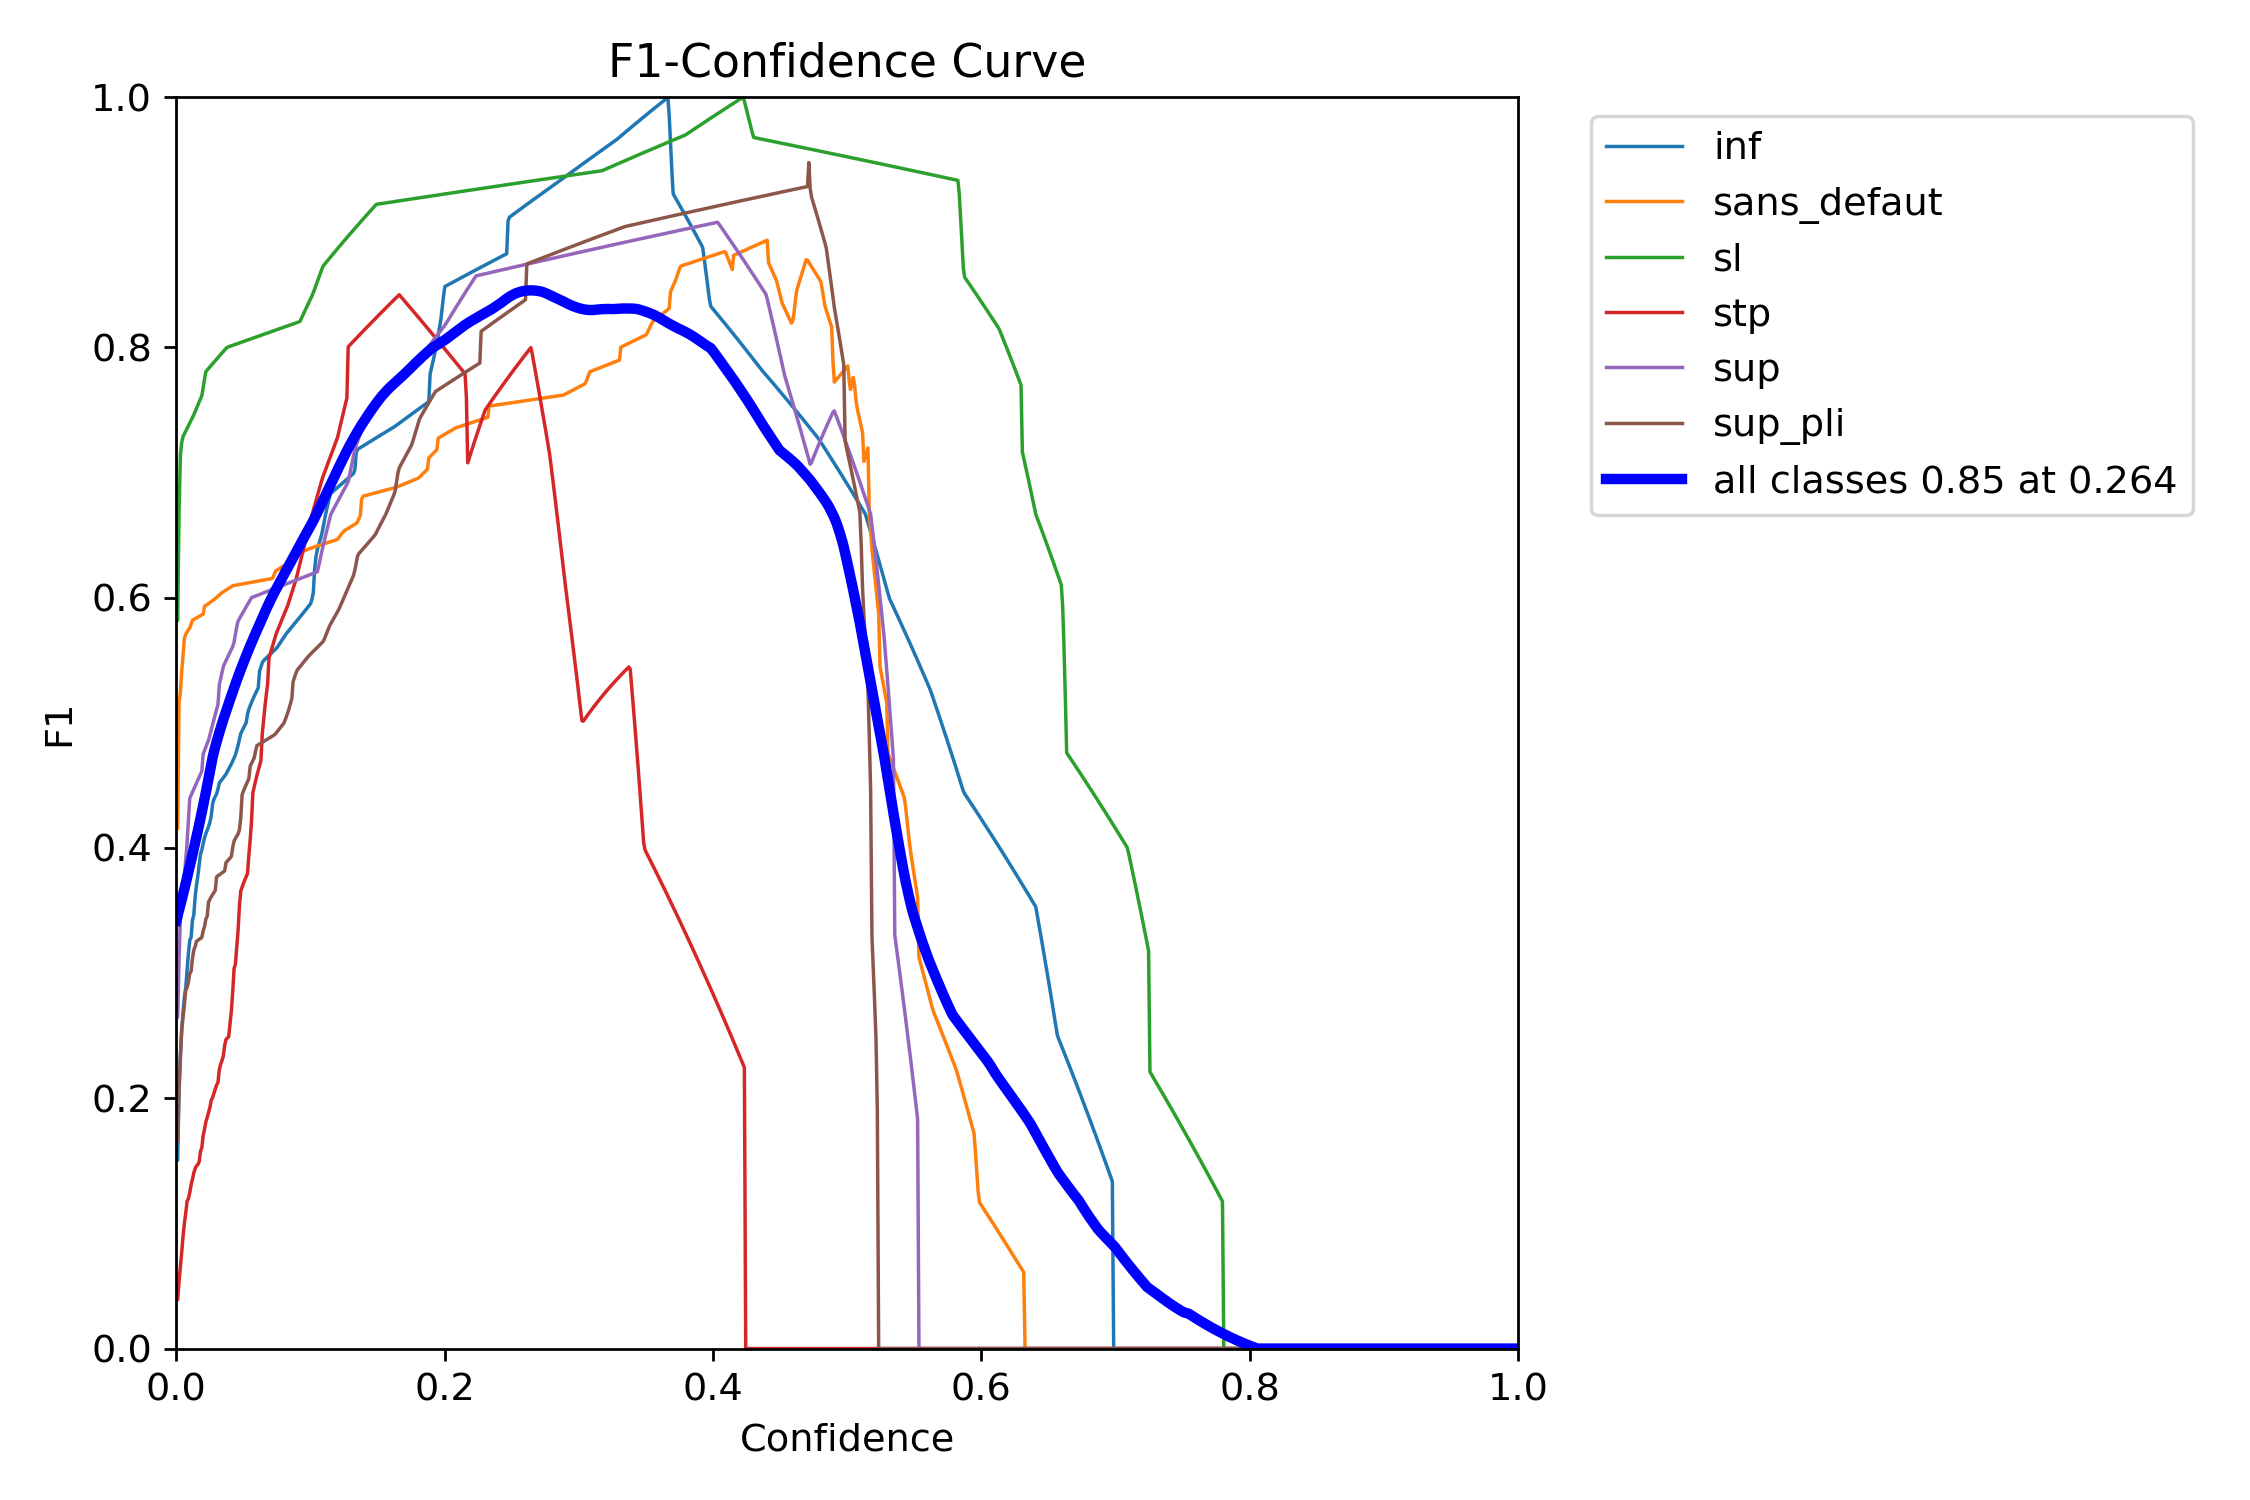 F1-Confidence Curve
1.0
0.8
0.6
0.4
0.2
0.0
F1
0.0 0.2 0.4 0.6 0.8 1.0
Confidence
inf
sans_defaut
sl
stp
sup
sup_pli
all classes 0.85 at 0.264